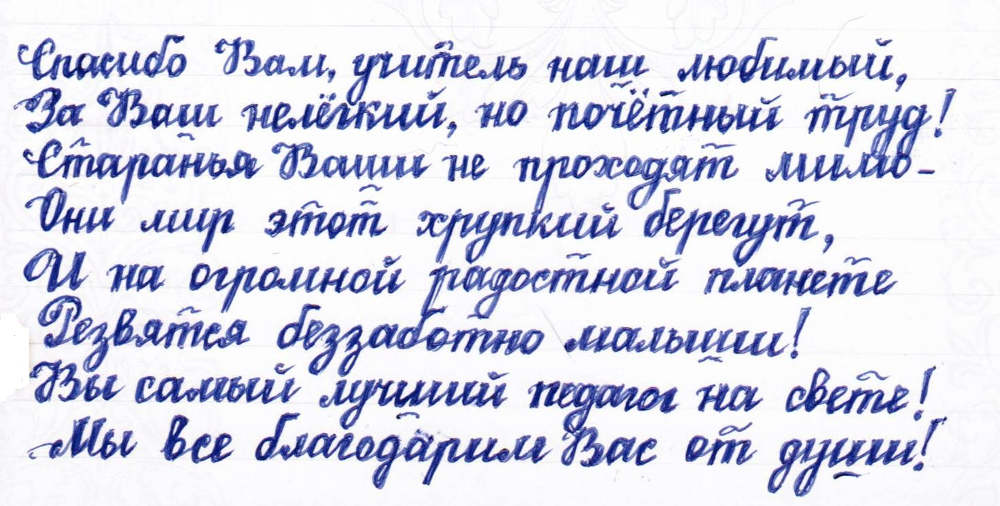 Спасибо Вам, учитель наш любимый,
За Ваш нелёгкий, но почётный труд!
Старанья Ваши не проходят мимо-
Они мир этот хрупкий берегут,
И на огромной радостной планете
Резвятся беззаботно малыши!
Вы самый лучший педагог на свете!
Мы все благодарим Вас от души!